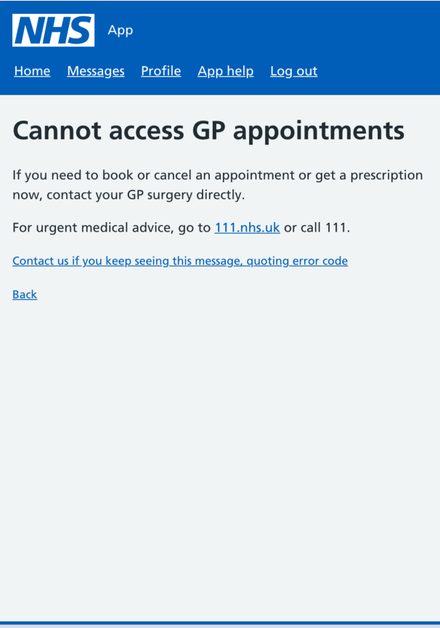 NHS App
Home Messages Profile App help Log out
Cannot access GP appointments
If you need to book or cancel an appointment or get a prescription
now, contact your GP surgery directly.
For urgent medical advice, go to 111.nhs.uk or call 111.
Contact us if you keep seeing this message, quoting error code
Back